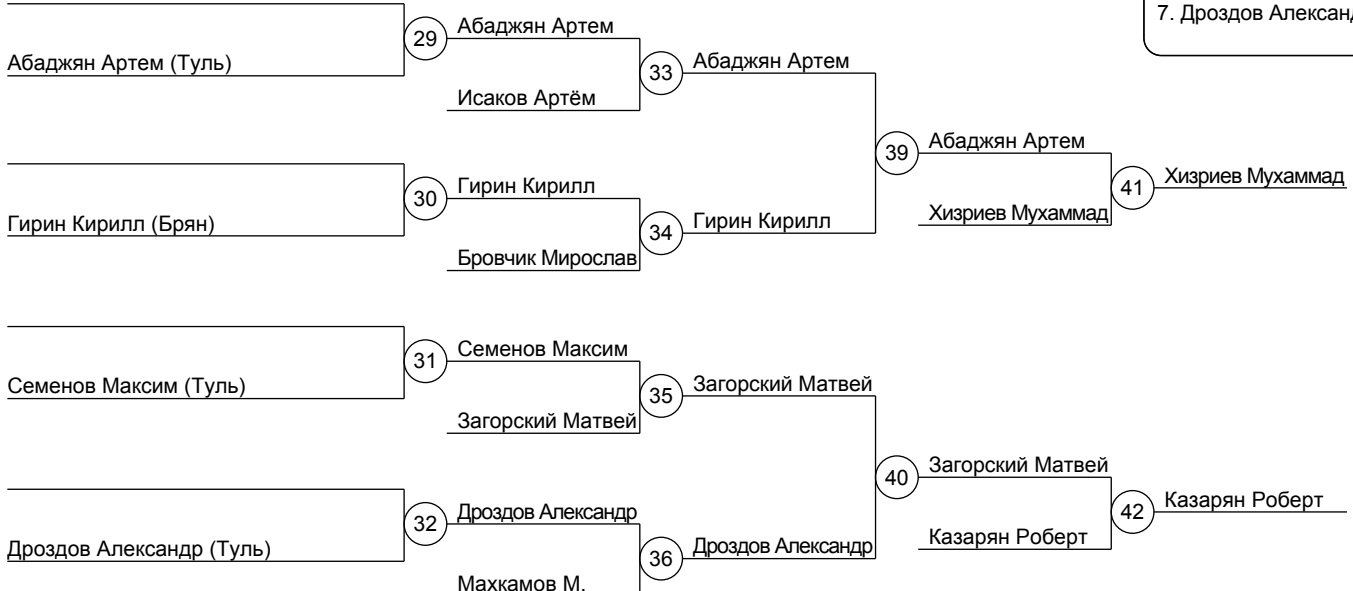 7. Дроздов Александ
29 Абаджян Артем
Абаджян Артем (Туль)
33 Абаджян Артем
Исаков Артём
39 Абаджян Артем
30 Гирин Кирилл
Гирин Кирилл (Брян)
41 Хизриев Мухаммад
Хизриев Мухаммад
34 Гирин Кирилл
Бровчик Мирослав
31 Семенов Максим
Семенов Максим (Туль)
35 Загорский Матвей
Загорский Матвей
40 Загорский Матвей
32 Дроздов Александр
42 Казарян Роберт
Казарян Роберт
Дроздов Александр (Туль)
36 Дроздов Александр
Махкамов М.